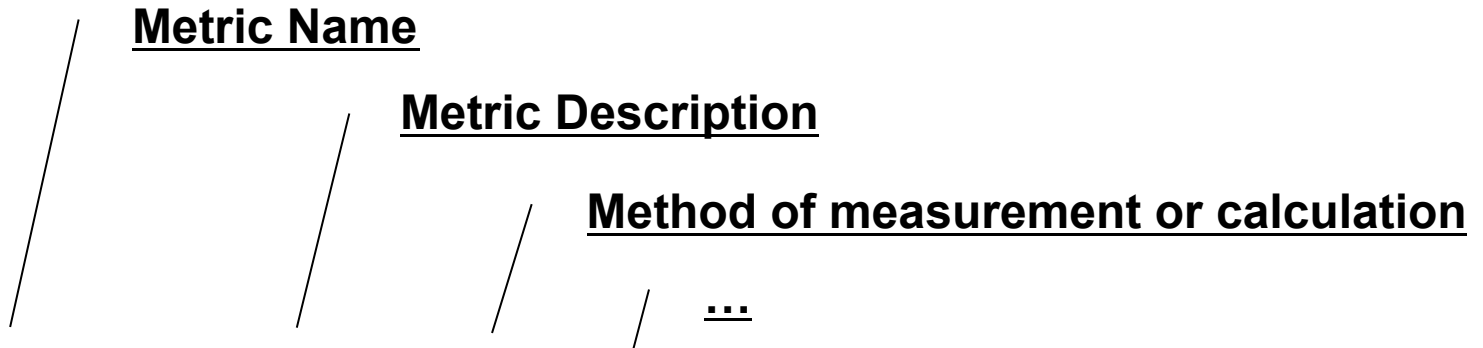 Metric Name
Metric Description
Method of measurement or calculation
...